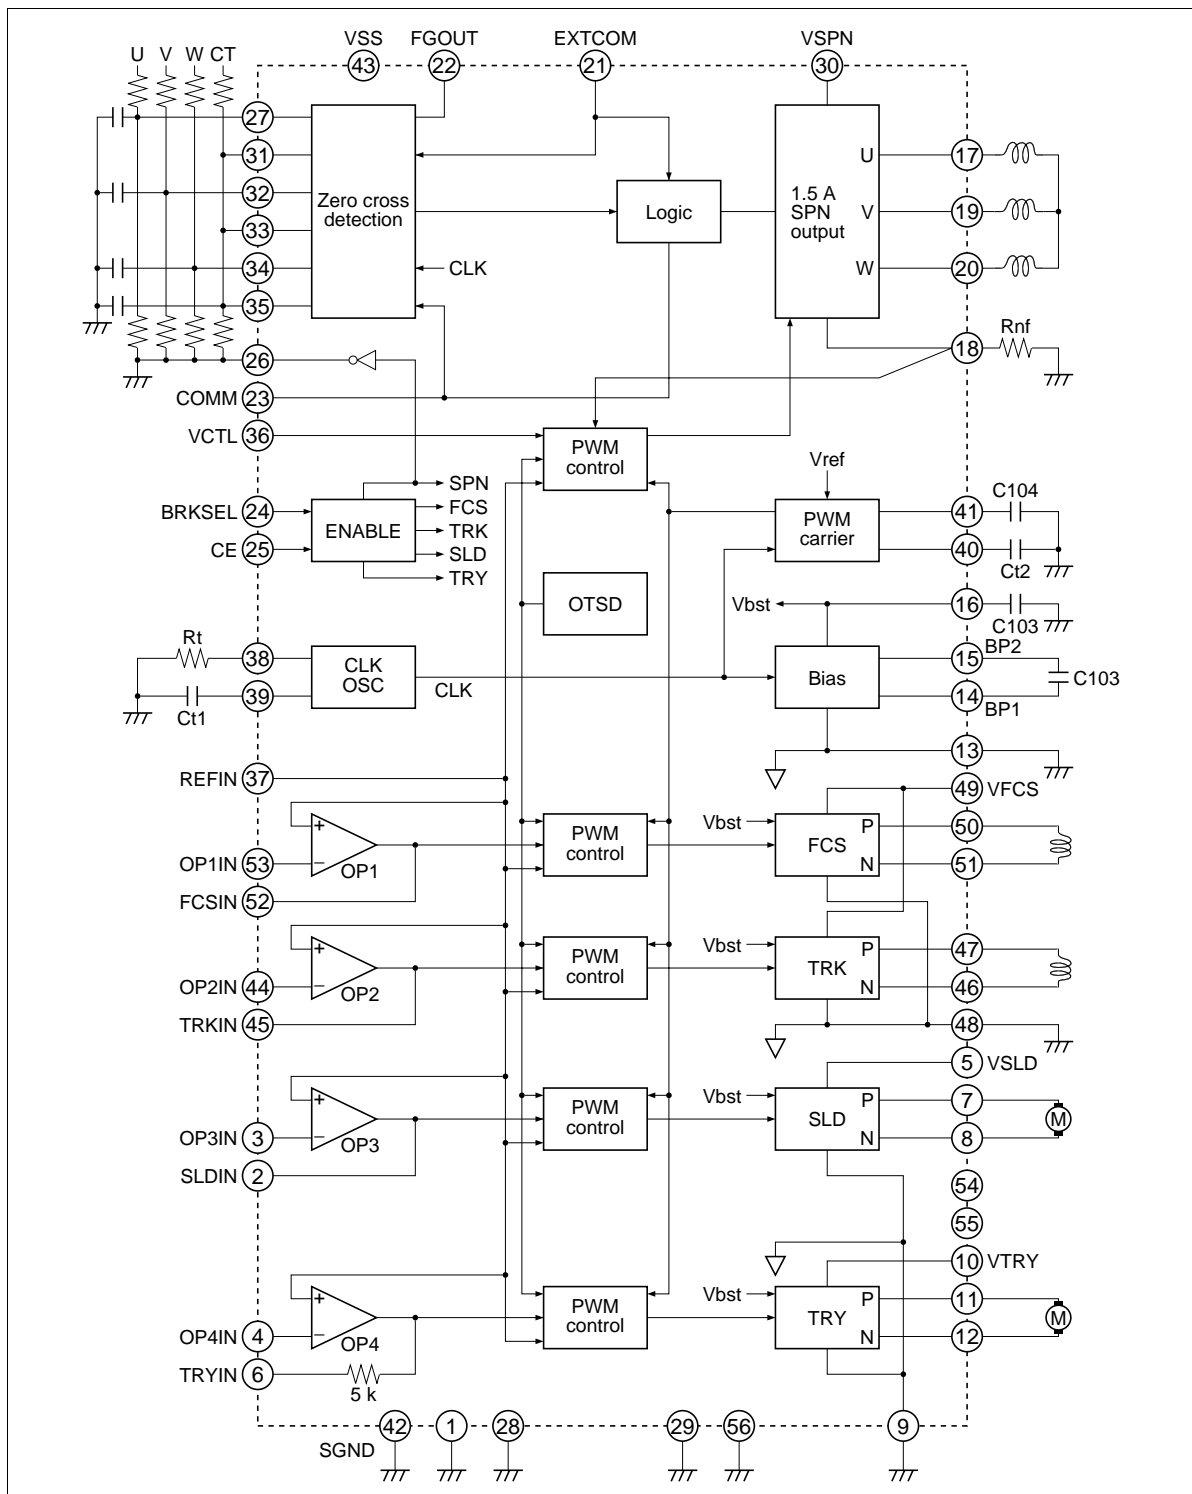 VSS FGOUT EXTCOM VSPN
U V W CT
43 22 21 30
27
31
32
33
34
35
26
Zero cross
detection
CLK
Logic
1.5 A
SPN
output
U
V
W
17
19
20
18
Rnf
COMM 23
VCTL 36
PWM
control
BRKSEL 24
CE 25
ENABLE
SPN
FCS
TRK
SLD
TRY
Vref
PWM
carrier
41 C104
40 Ct2
OTSD
Vbst
16 C103
Rt 38
Ct1 39
CLK
OSC
CLK
Bias
15 BP2
14 BP1
C103
13
REFIN 37
49 VFCS
OP1IN 53
FCSIN 52
+
−
OP1
PWM
control
Vbst
FCS
P
N
50
51
OP2IN 44
TRKIN 45
+
−
OP2
PWM
control
Vbst
TRK
P
N
47
46
48
5 VSLD
OP3IN 3
SLDIN 2
+
−
OP3
PWM
control
Vbst
SLD
P
N
7
8
M
54
55
10 VTRY
OP4IN 4
TRYIN 6
+
−
OP4
5 k
PWM
control
Vbst
TRY
P
N
11
12
M
42 1 28 29 56 9
SGND